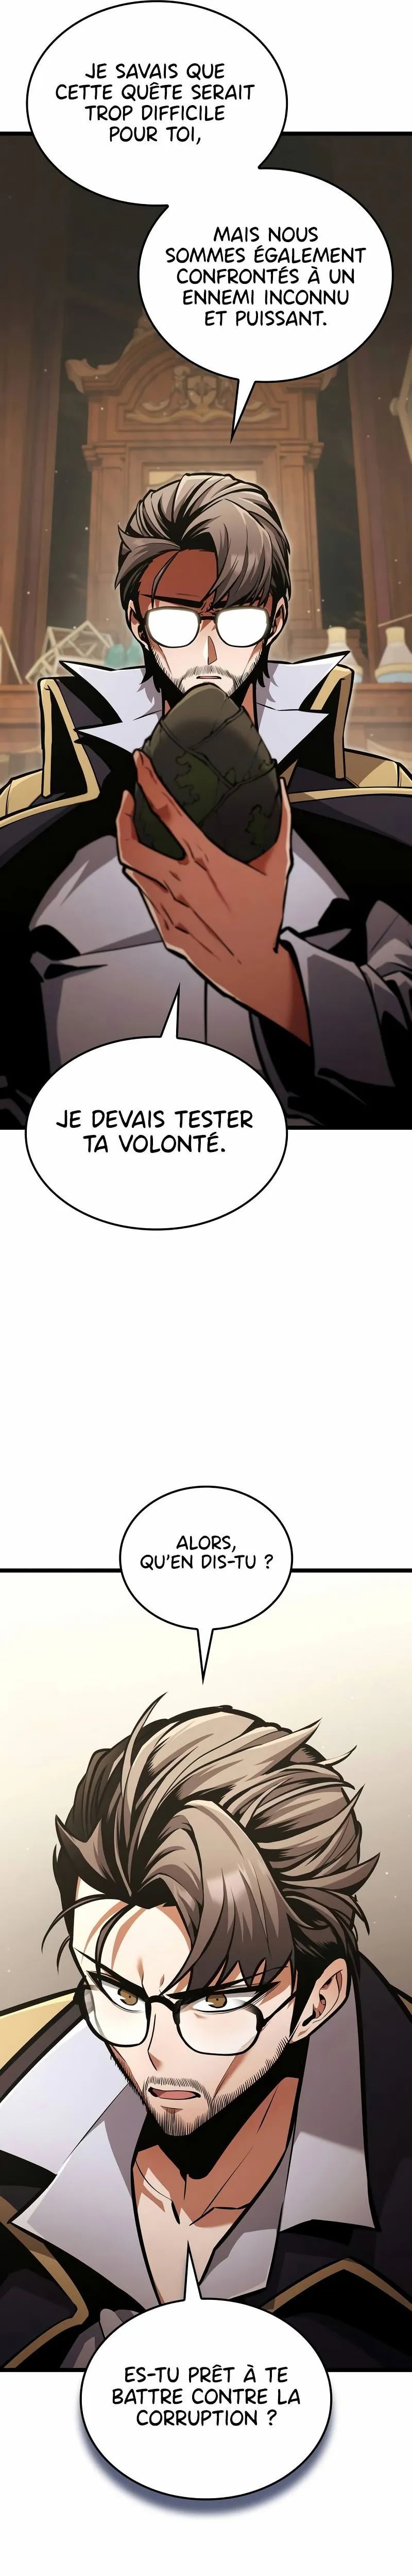 JE SAVAIS QUE
CETTE QUÊTE SERAIT
TROP DIFFICILE
POUR TOI,
MAIS NOUS
SOMMES ÉGALEMENT
CONFRONTÉS À UN
ENNEMI INCONNU
ET PUISSANT.
JE DEVAIS TESTER
TA VOLONTÉ.
ALORS,
QU'EN DIS-TU ?
ES-TU PRÊT À TE
BATTRE CONTRE LA
CORRUPTION ?